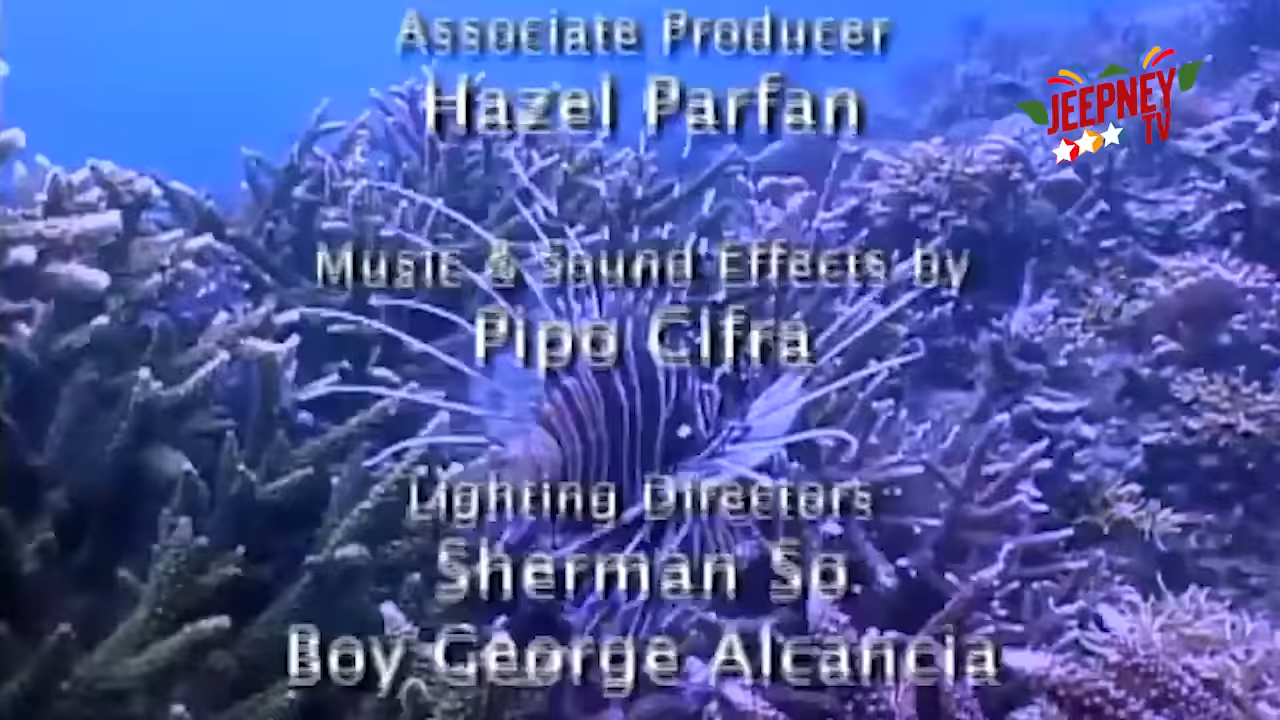 Associate Producer
Hazel Parfan
JEEPNEY
TV
Music & Sound Effects by
Pipo Cifra
Lighting Directors
Sherman So
Boy George Alcancia